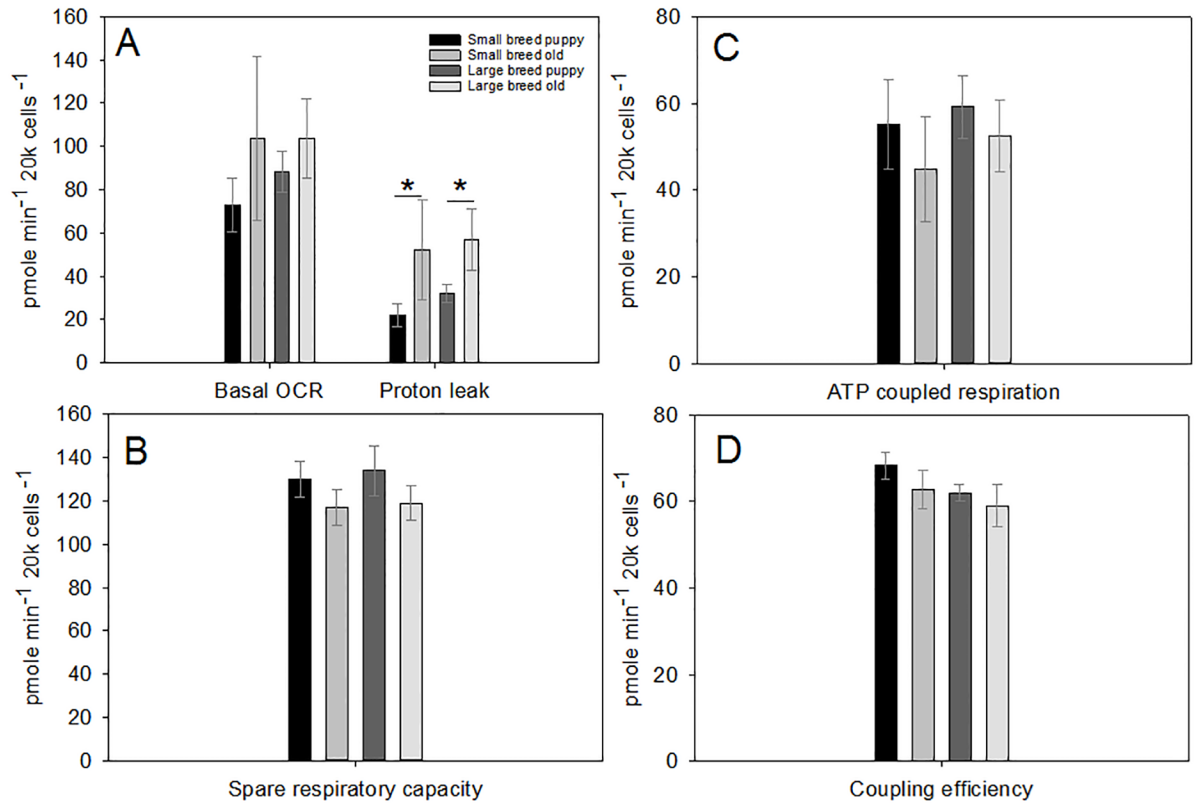 A
160
140
120
100
80
60
40
20
0
pmole min⁻¹ 20k cells⁻¹
Small breed puppy
Small breed old
Large breed puppy
Large breed old
* *
Basal OCR Proton leak
C
80
60
40
20
0
pmole min⁻¹ 20k cells⁻¹
ATP coupled respiration
B
160
140
120
100
80
60
40
20
0
pmole min⁻¹ 20k cells⁻¹
Spare respiratory capacity
D
80
60
40
20
0
pmole min⁻¹ 20k cells⁻¹
Coupling efficiency